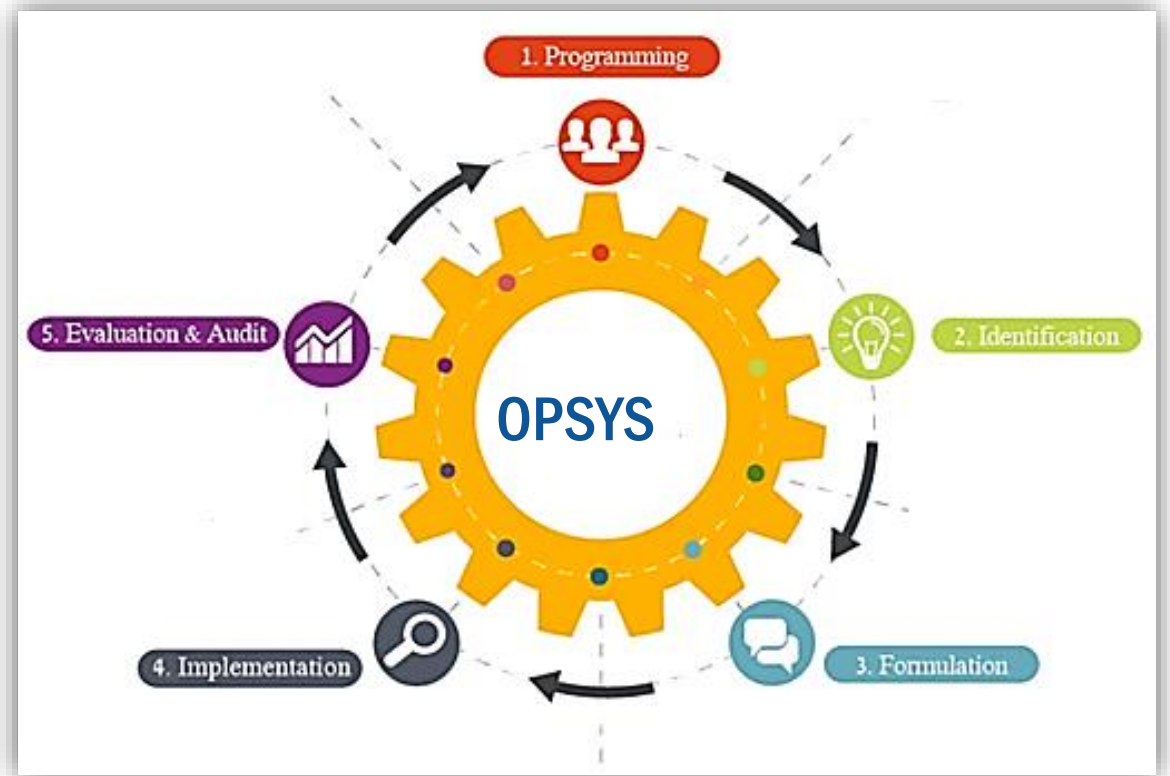 1. Programming
2. Identification
3. Formulation
4. Implementation
5. Evaluation & Audit
OPSYS